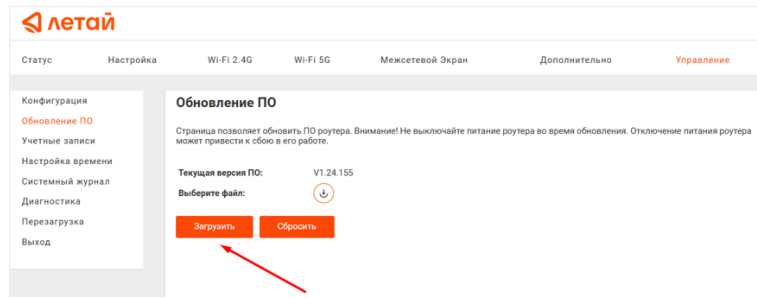 летай
Статус Настройка Wi-Fi 2.4G Wi-Fi 5G Межсетевой Экран Дополнительно Управление
Конфигурация
Обновление ПО
Учетные записи
Настройка времени
Системный журнал
Диагностика
Перезагрузка
Выход
Обновление ПО
Страница позволяет обновить ПО роутера. Внимание! Не выключайте питание роутера во время обновления. Отключение питания роутера
может привести к сбою в его работе.
Текущая версия ПО: V1.24.155
Выберите файл:
Загрузить Сбросить